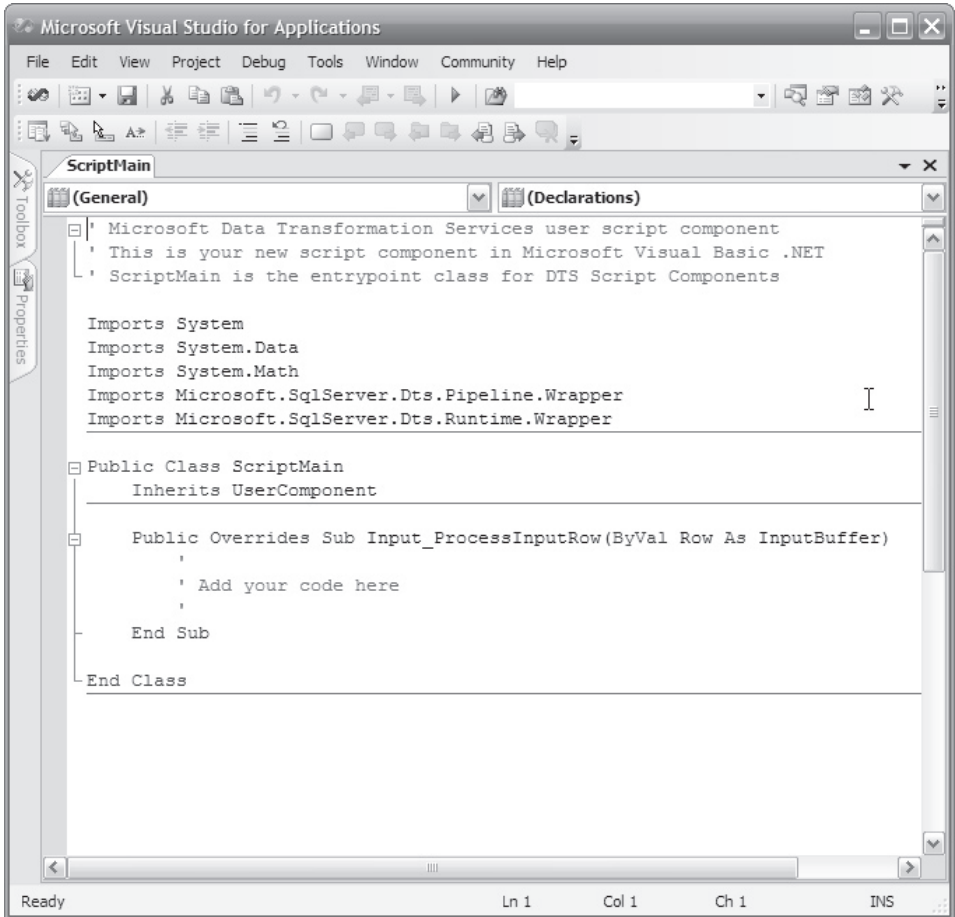 Microsoft Visual Studio for Applications
File Edit View Project Debug Tools Window Community Help
ScriptMain
(General) (Declarations)
Toolbox
Properties
' Microsoft Data Transformation Services user script component
' This is your new script component in Microsoft Visual Basic .NET
' ScriptMain is the entrypoint class for DTS Script Components
Imports System
Imports System.Data
Imports System.Math
Imports Microsoft.SqlServer.Dts.Pipeline.Wrapper
Imports Microsoft.SqlServer.Dts.Runtime.Wrapper
Public Class ScriptMain
Inherits UserComponent
Public Overrides Sub Input_ProcessInputRow(ByVal Row As InputBuffer)
'
' Add your code here
'
End Sub
End Class
Ready Ln 1 Col 1 Ch 1 INS